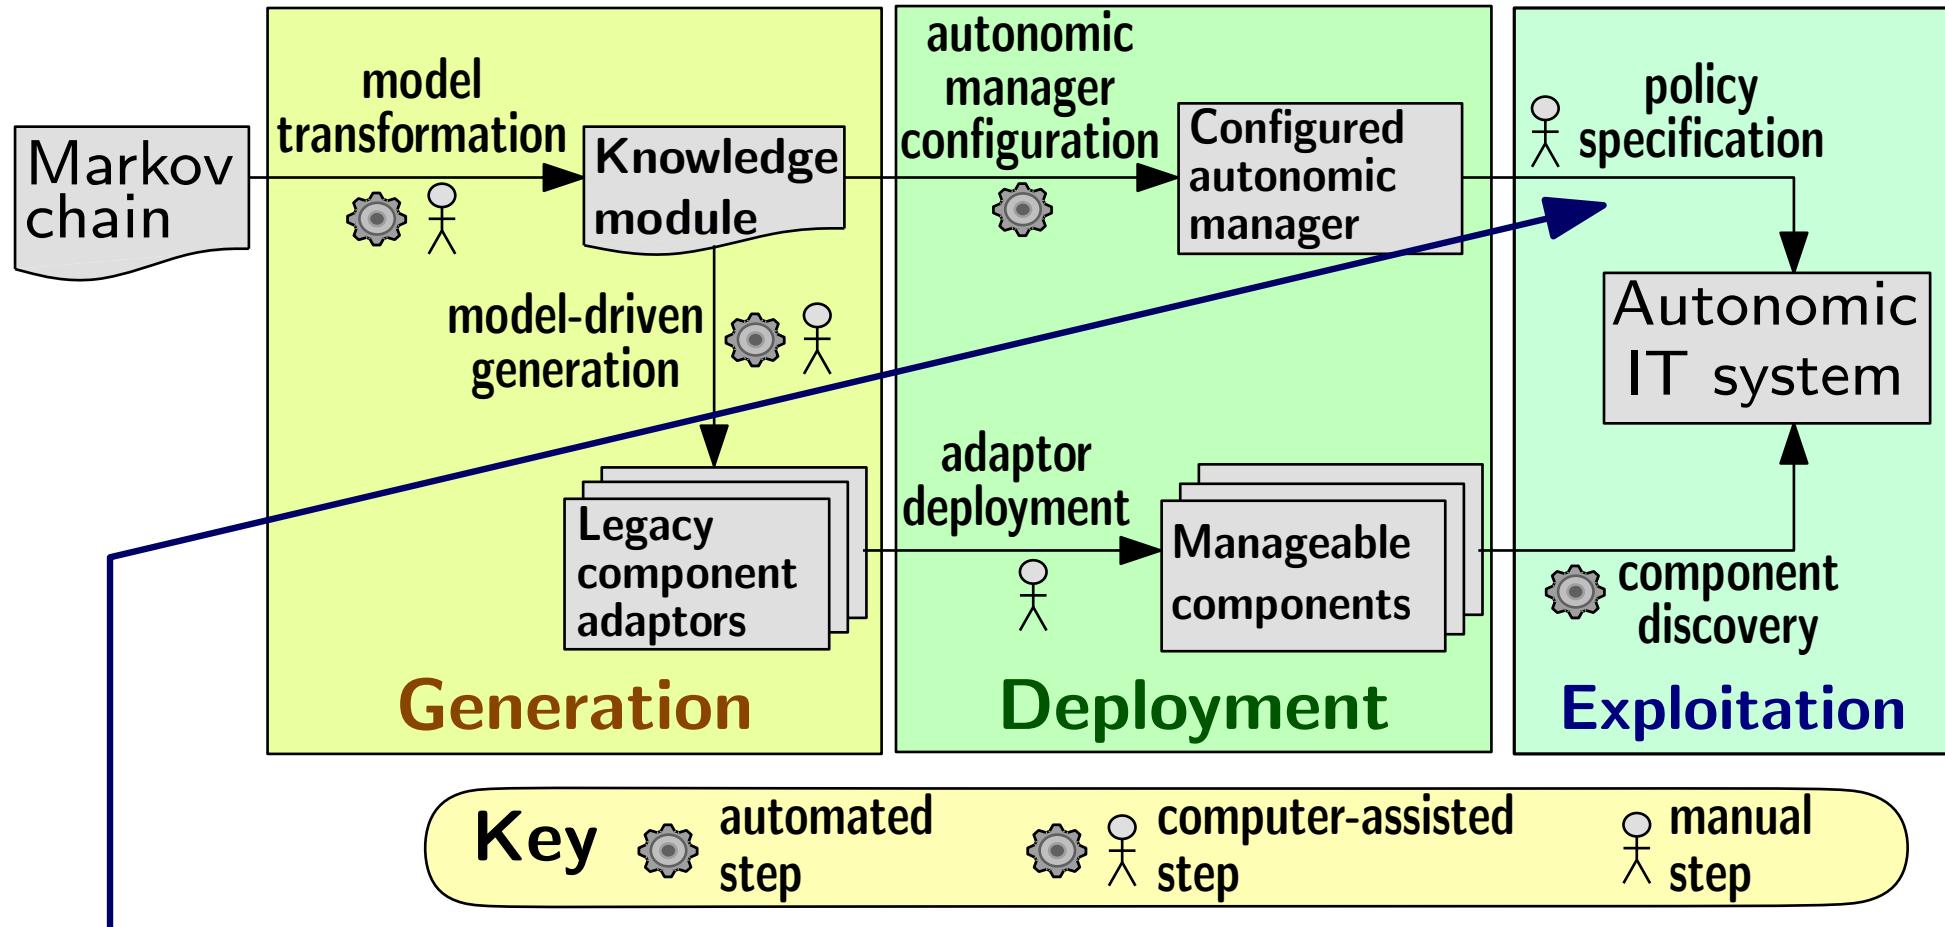 Markov
chain
model
transformation
Knowledge
module
model-driven
generation
Legacy
component
adaptors
Generation
autonomic
manager
configuration
Configured
autonomic
manager
adaptor
deployment
Manageable
components
Deployment
policy
specification
Autonomic
IT system
component
discovery
Exploitation
Key
automated
step
computer-assisted
step
manual
step